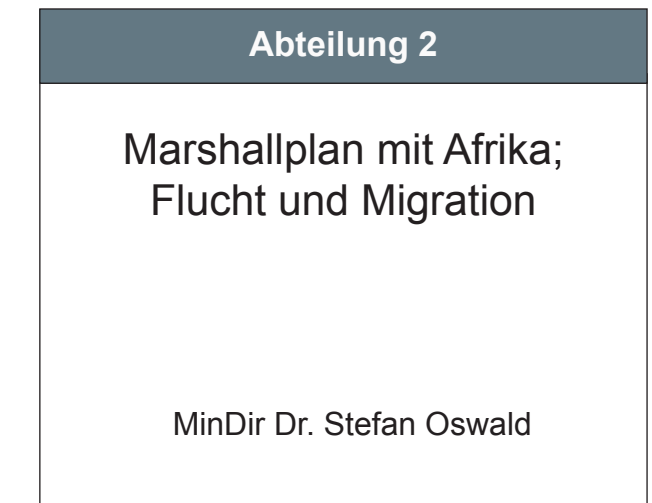 Abteilung 2
Marshallplan mit Afrika;
Flucht und Migration
MinDir Dr. Stefan Oswald